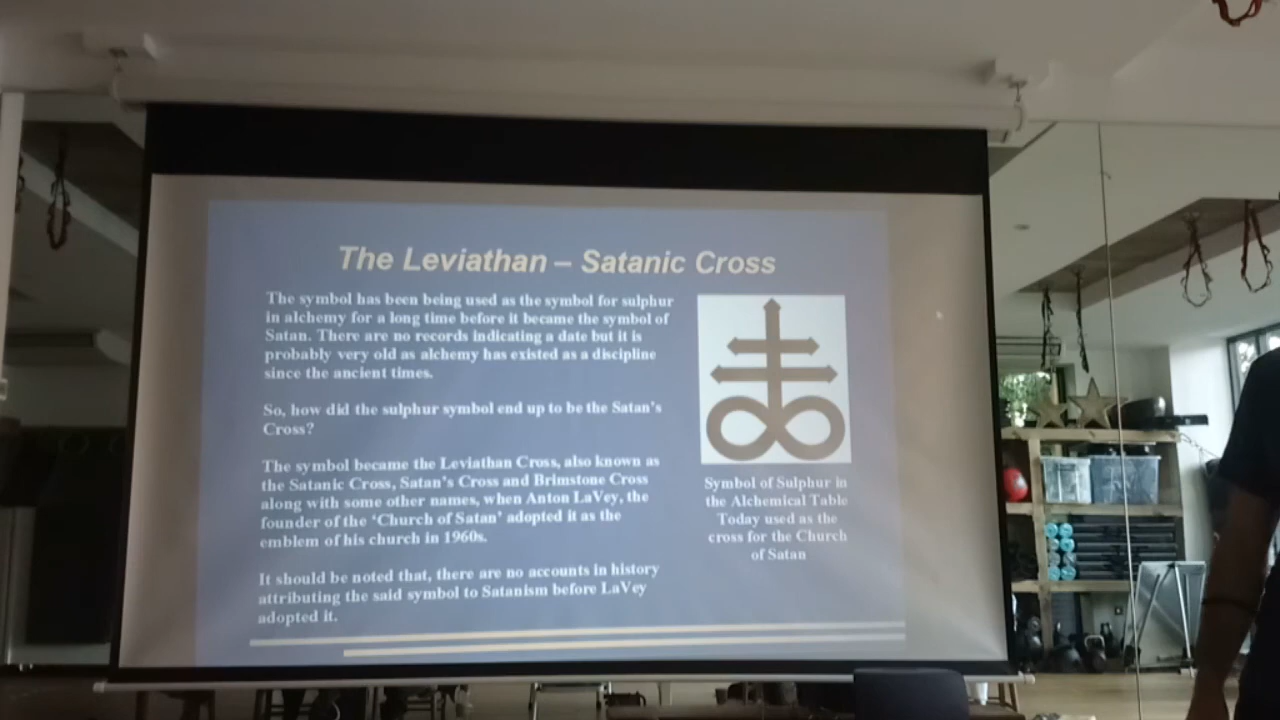 The Leviathan – Satanic Cross
The symbol has been being used as the symbol for sulphur
in alchemy for a long time before it became the symbol of
Satan. There are no records indicating a date but it is
probably very old as alchemy has existed as a discipline
since the ancient times.
So, how did the sulphur symbol end up to be the Satan's
Cross?
The symbol became the Leviathan Cross, also known as
the Satanic Cross, Satan's Cross and Brimstone Cross
along with some other names, when Anton LaVey, the
founder of the 'Church of Satan' adopted it as the
emblem of his church in 1960s.
It should be noted that, there are no accounts in history
attributing the said symbol to Satanism before LaVey
adopted it.
Symbol of Sulphur in
the Alchemical Table
Today used as the
cross for the Church
of Satan